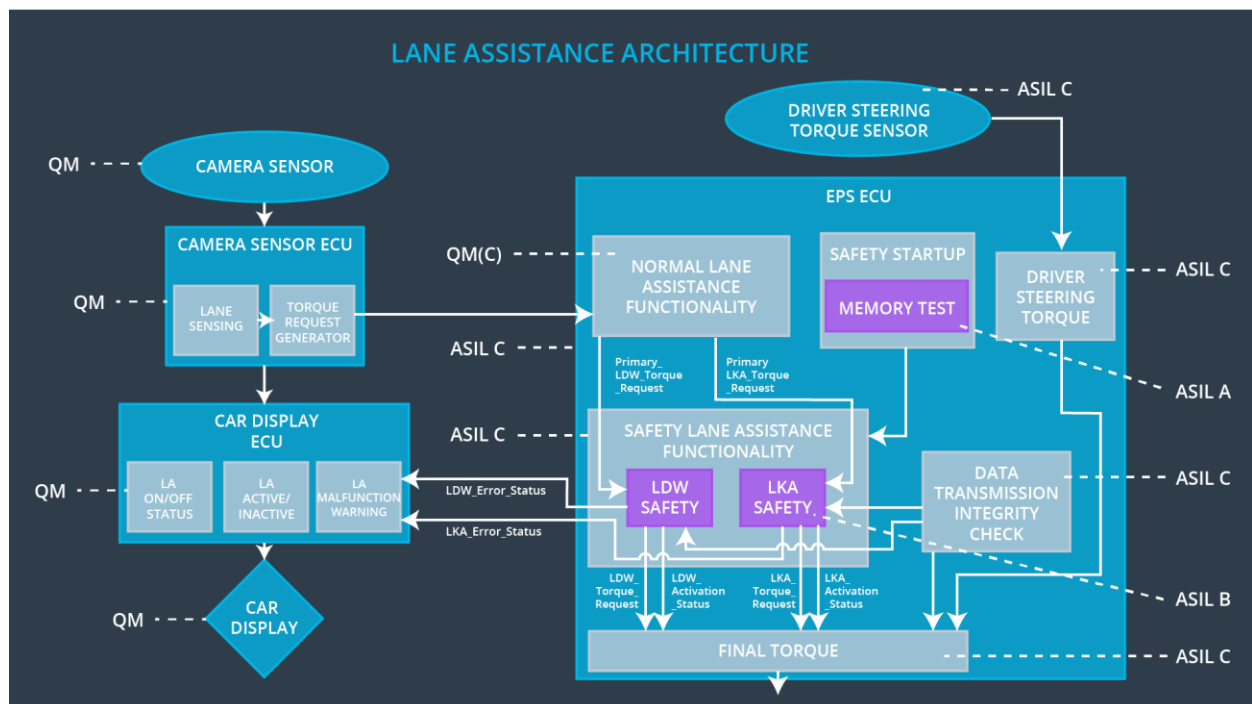 LANE ASSISTANCE ARCHITECTURE
ASIL C
DRIVER STEERING
TORQUE SENSOR
QM
CAMERA SENSOR
EPS ECU
CAMERA SENSOR ECU
QM
LANE
SENSING
TORQUE
REQUEST
GENERATOR
QM(C)
NORMAL LANE
ASSISTANCE
FUNCTIONALITY
SAFETY STARTUP
MEMORY TEST
DRIVER
STEERING
TORQUE
ASIL C
ASIL C
Primary_
LDW_Torque
_Request
Primary
LKA_Torque
_Request
ASIL A
CAR DISPLAY
ECU
QM
LA
ON/OFF
STATUS
LA
ACTIVE/
INACTIVE
LA
MALFUNCTION
WARNING
ASIL C
SAFETY LANE ASSISTANCE
FUNCTIONALITY
LDW
SAFETY
LKA
SAFETY
DATA
TRANSMISSION
INTEGRITY
CHECK
ASIL C
LDW_Error_Status
LKA_Error_Status
LDW_
Torque_
Request
LDW_
Activation
_Status
LKA_
Torque_
Request
LKA_
Activation
_Status
ASIL B
QM
CAR
DISPLAY
FINAL TORQUE
ASIL C